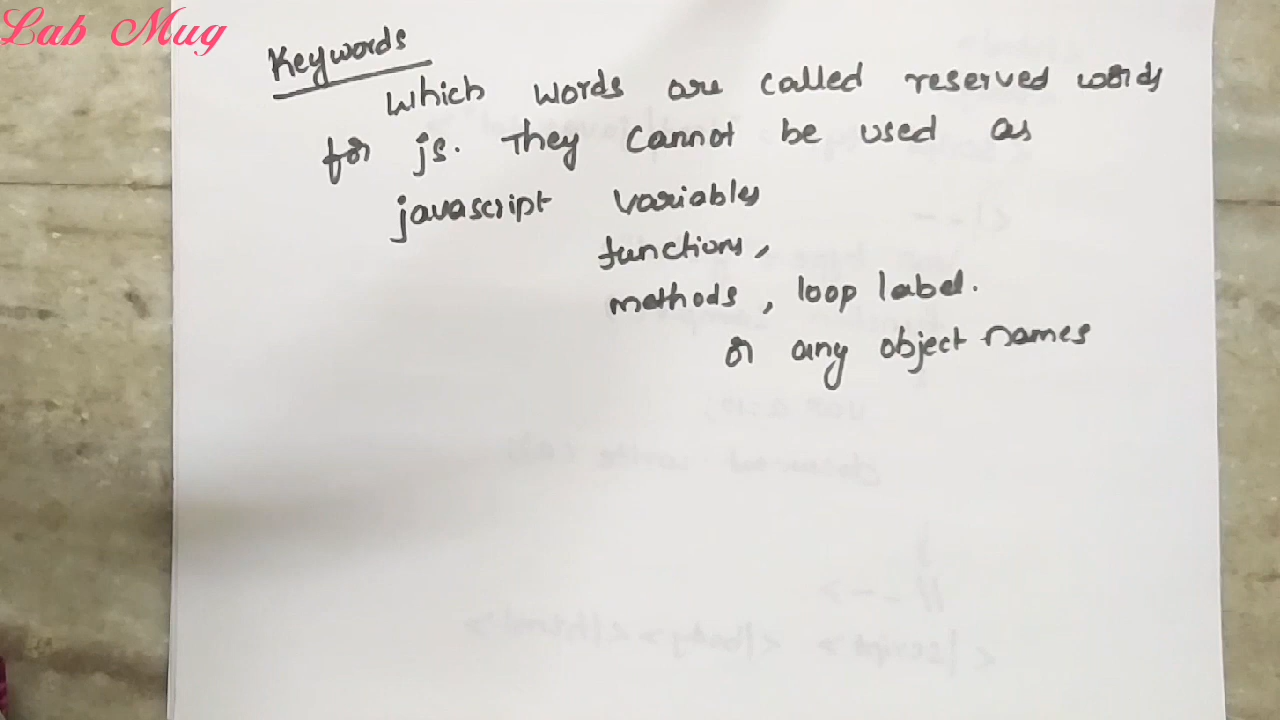 Lab Mug
Keywords
which words are called reserved words
for js. They cannot be used as
javascript variables
functions,
methods, loop label.
or any object names